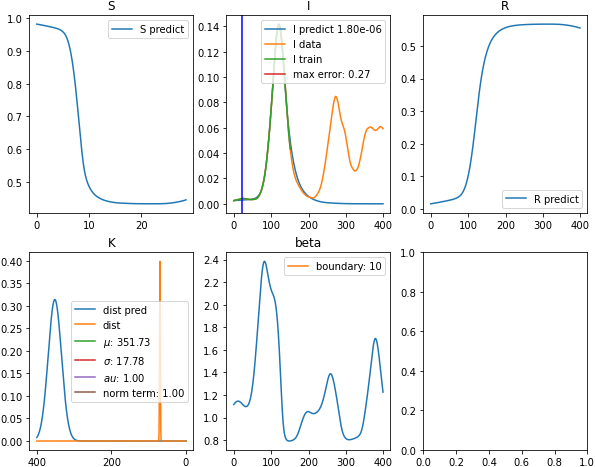 S
1.0
0.9
0.8
0.7
0.6
0.5
0 10 20
S predict
I
0.14
0.12
0.10
0.08
0.06
0.04
0.02
0.00
0 100 200 300 400
I predict 1.80e-06
I data
I train
max error: 0.27
R
0.5
0.4
0.3
0.2
0.1
0.0
0 100 200 300 400
R predict
K
0.40
0.35
0.30
0.25
0.20
0.15
0.10
0.05
0.00
400 200 0
dist pred
dist
μ: 351.73
σ: 17.78
au: 1.00
norm term: 1.00
beta
2.4
2.2
2.0
1.8
1.6
1.4
1.2
1.0
0.8
0 100 200 300 400
boundary: 10
1.0
0.8
0.6
0.4
0.2
0.0
0.0 0.2 0.4 0.6 0.8 1.0